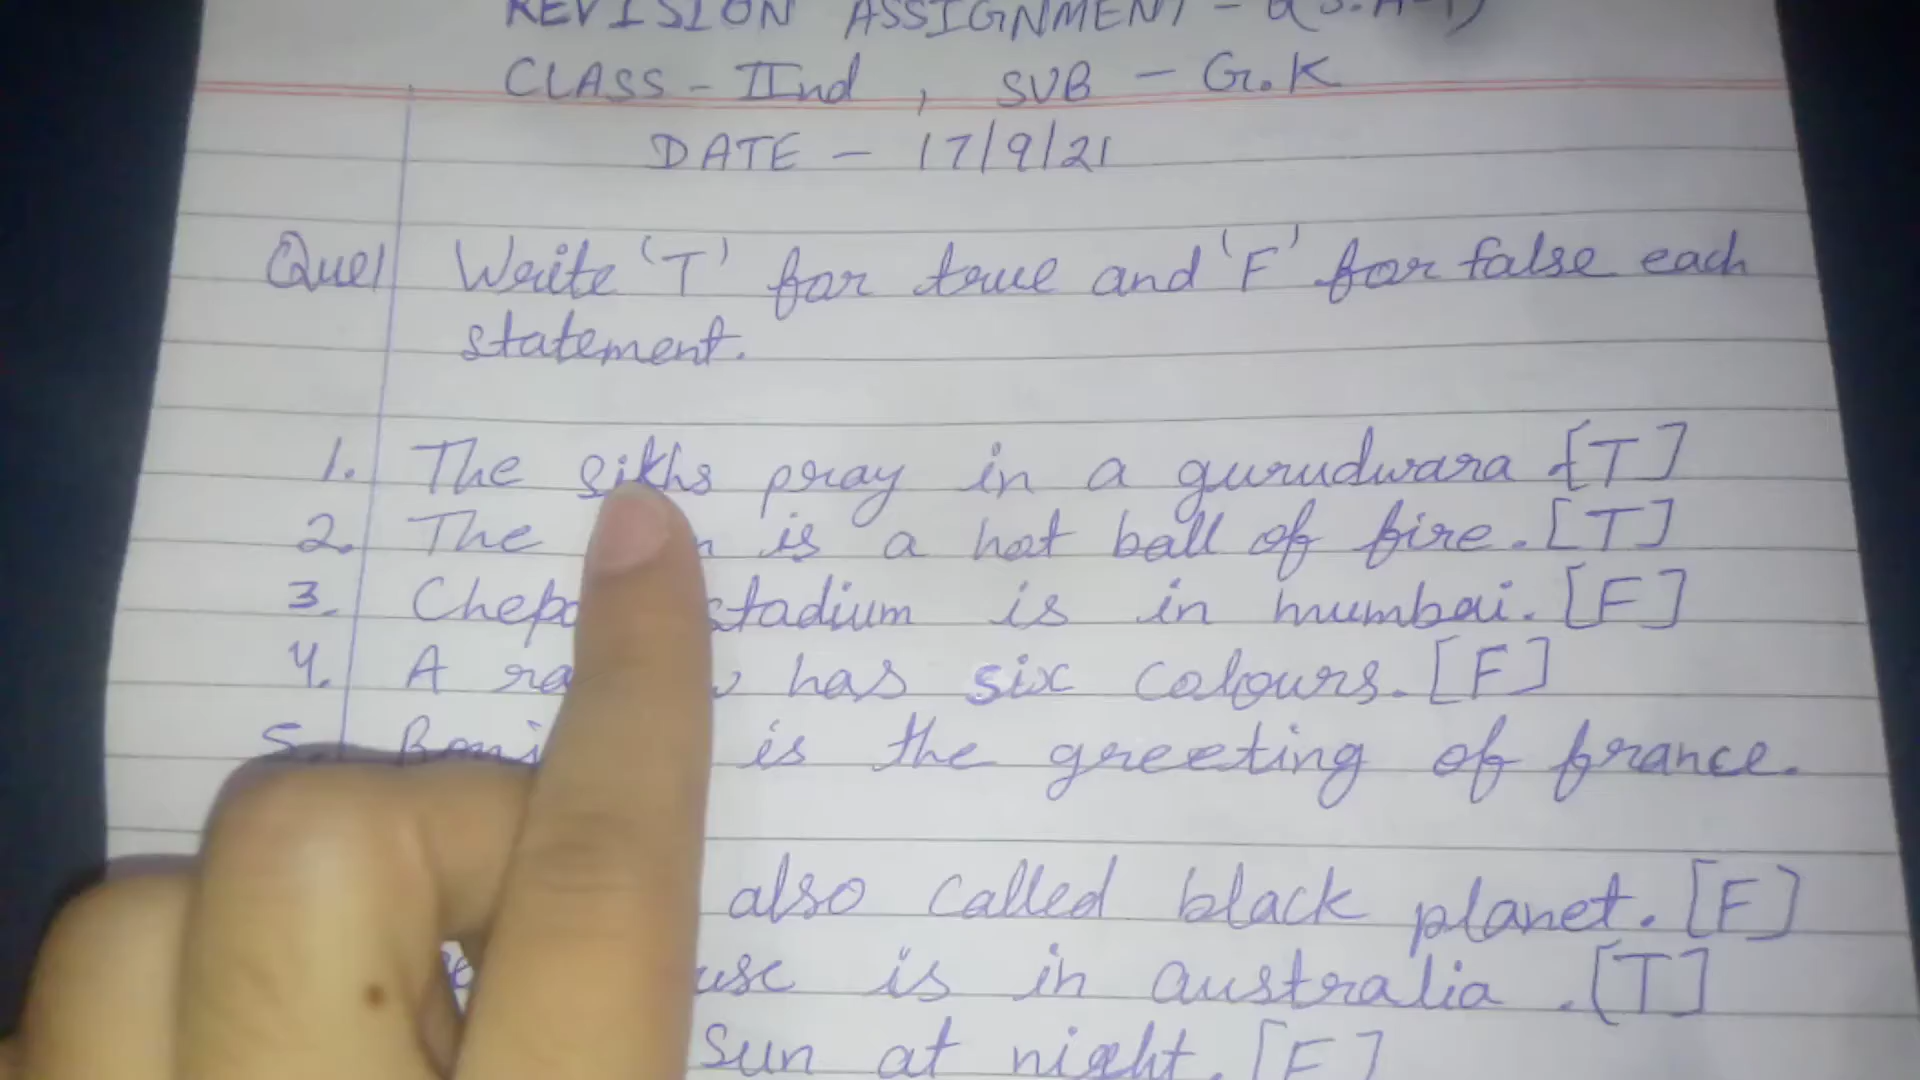 REVISION ASSIGNMENT -
CLASS - IInd , SUB - G.K
DATE - 17/9/21
Que1 Write 'T' for true and 'F' for false each
statement.
1. The sikhs pray in a gurudwara [T]
2. The is a hot ball of fire. [T]
3. stadium is in mumbai. [F]
4. A has six colours. [F]
5. is the greeting of france.
also called black planet. [F]
is in australia . [T]
sun at night. [F]